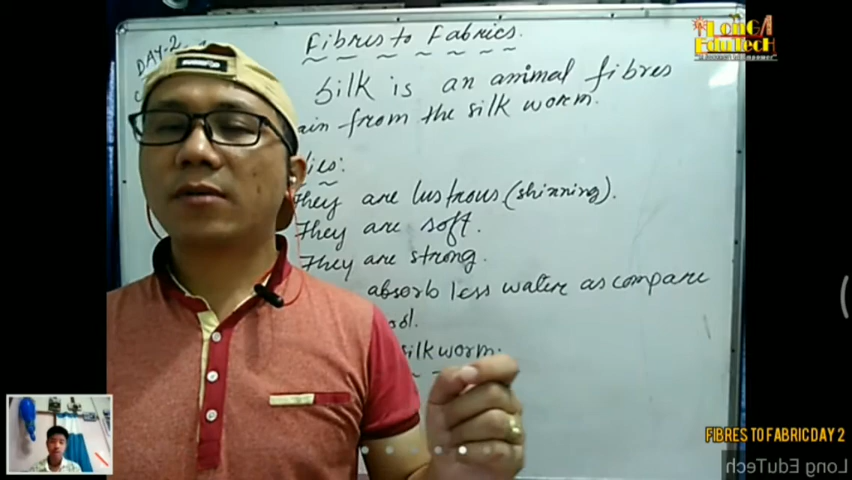 DAY-2
Fibres to Fabrics.
Silk is an animal fibres
ain from the silk worm.
ties:
They are lustrous (shinning).
They are soft.
They are strong.
absorb less water as compare
ool.
silkworm.
LonGA
EduTecH
FIBRES TO FABRIC DAY 2
Long EduTech